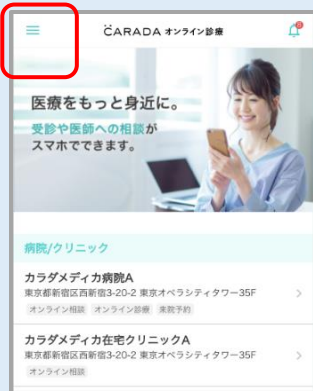 CARADA オンライン診療
医療をもっと身近に。
受診や医師への相談が
スマホでできます。
病院/クリニック
カラダメディカ病院A
東京都新宿区西新宿3-20-2 東京オペラシティタワー35F
オンライン相談 オンライン診療 来院予約
カラダメディカ在宅クリニックA
東京都新宿区西新宿3-20-2 東京オペラシティタワー35F
オンライン相談